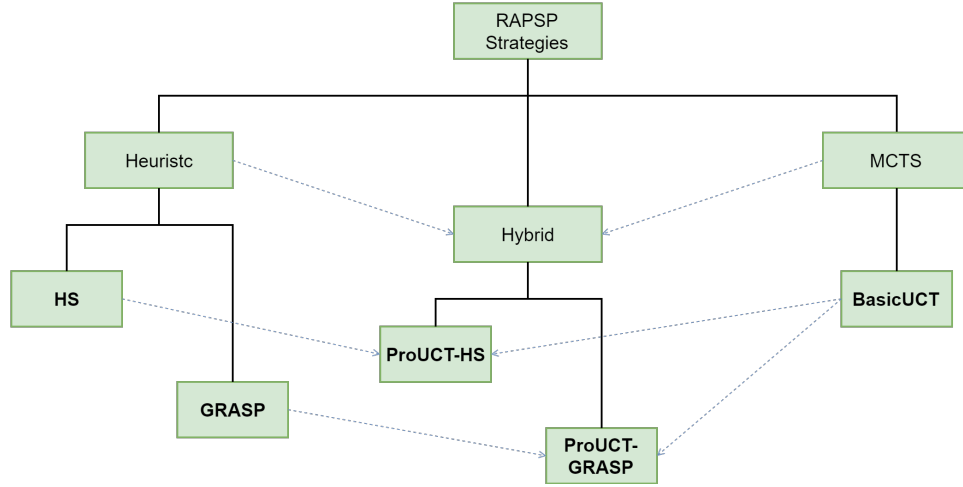 RAPSP
Strategies
Heuristc
MCTS
Hybrid
HS
BasicUCT
ProUCT-HS
GRASP
ProUCT-
GRASP